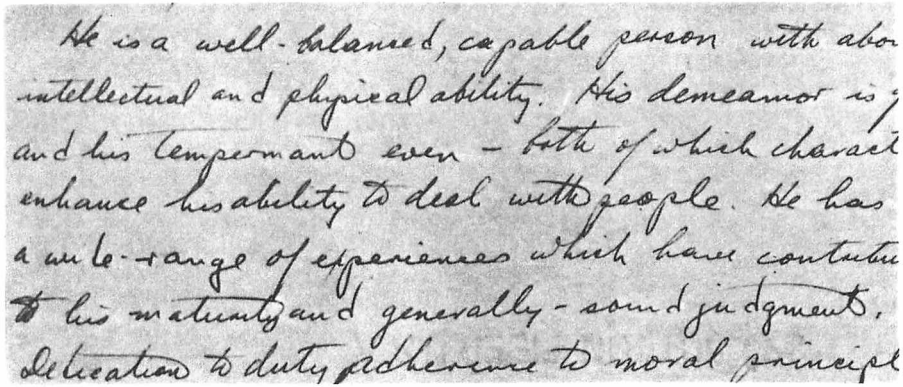 He is a well-balanced, capable person with abo
intellectual and physical ability. His demeanor is
and his tempermant even - both of which charact
enhance his ability to deal with people. He has
a wide-range of experiences which have contribu
to his maturity and generally-sound judgment.
Dedication to duty adherence to moral principl